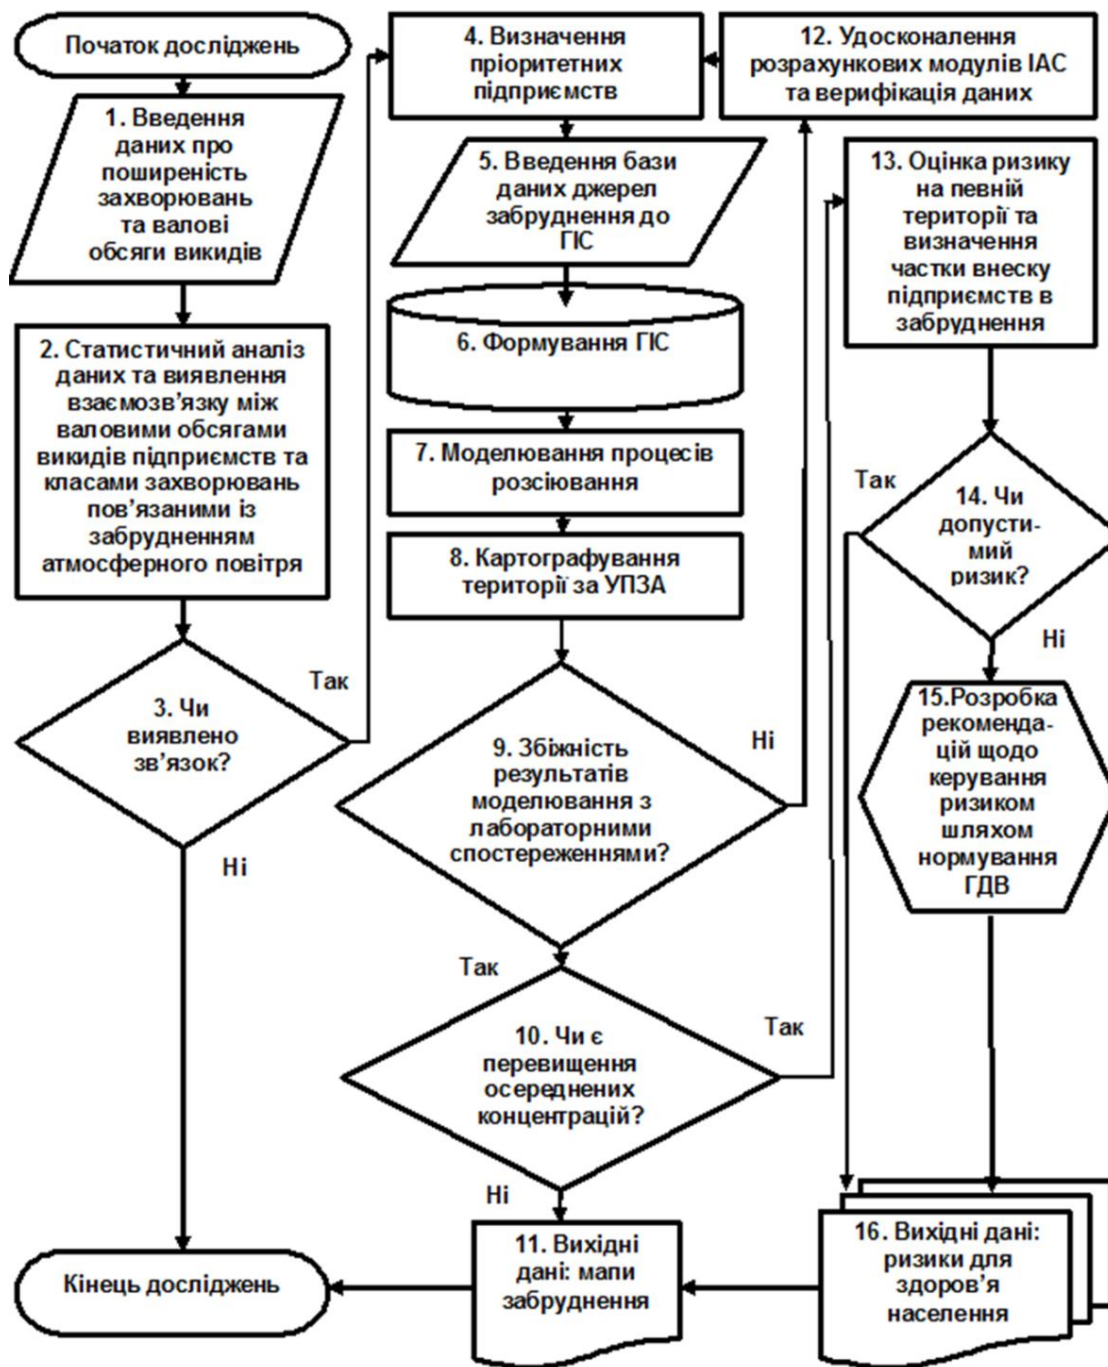 Початок досліджень
1. Введення
даних про
поширеність
захворювань
та валові
обсяги викидів
2. Статистичний аналіз
даних та виявлення
взаємозв’язку між
валовими обсягами
викидів підприємств та
класами захворювань
пов’язаними із
забрудненням
атмосферного повітря
3. Чи
виявлено
зв’язок?
Так
Ні
Кінець досліджень
4. Визначення
пріоритетних
підприємств
5. Введення бази
даних джерел
забруднення до
ГІС
6. Формування ГІС
7. Моделювання процесів
розсіювання
8. Картографування
території за УПЗА
9. Збіжність
результатів
моделювання з
лабораторними
спостереженнями?
Ні
Так
10. Чи є
перевищення
осереднених
концентрацій?
Так
Ні
11. Вихідні
дані: мапи
забруднення
12. Удосконалення
розрахункових модулів ІАС
та верифікація даних
13. Оцінка ризику
на певній
території та
визначення
частки внеску
підприємств в
забруднення
Так
14. Чи
допусти-
мий
ризик?
Ні
15.Розробка
рекоменда-
цій щодо
керування
ризиком
шляхом
нормування
ГДВ
16. Вихідні дані:
ризики для
здоров’я
населення